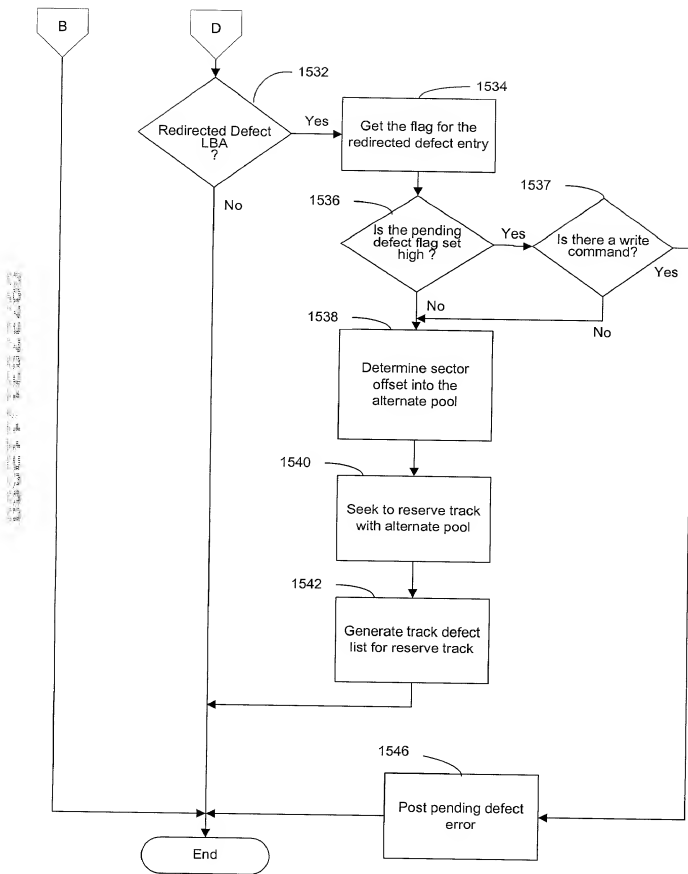 B
D
1532
Redirected Defect
LBA
?
Yes
No
1534
Get the flag for the
redirected defect entry
1536
Is the pending
defect flag set
high ?
Yes
No
1537
Is there a write
command?
Yes
No
1538
Determine sector
offset into the
alternate pool
1540
Seek to reserve track
with alternate pool
1542
Generate track defect
list for reserve track
1546
Post pending defect
error
End